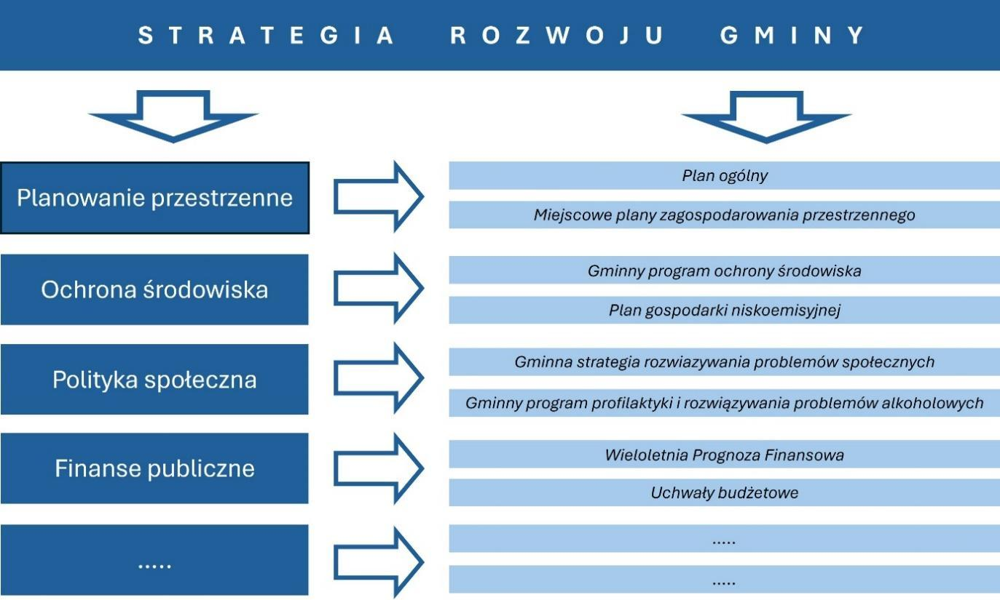 STRATEGIA ROZWOJU GMINY
Planowanie przestrzenne
Plan ogólny
Miejscowe plany zagospodarowania przestrzennego
Ochrona środowiska
Gminny program ochrony środowiska
Plan gospodarki niskoemisyjnej
Polityka społeczna
Gminna strategia rozwiazywania problemów społecznych
Gminny program profilaktyki i rozwiązywania problemów alkoholowych
Finanse publiczne
Wieloletnia Prognoza Finansowa
Uchwały budżetowe
.....
.....
.....